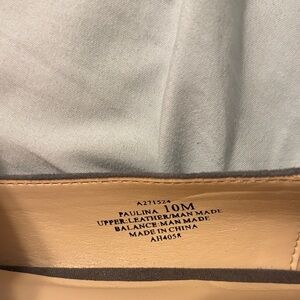 A271524
PAULINA 10M
UPPER:LEATHER/MAN MADE
BALANCE:MAN MADE
MADE IN CHINA
AH405R